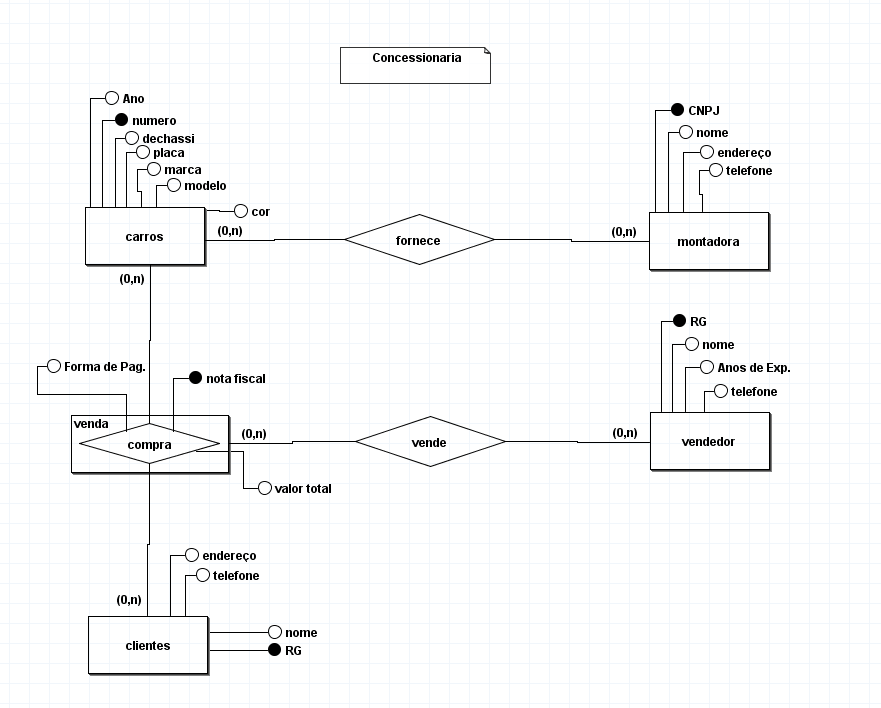 Concessionaria
Ano
numero
dechassi
placa
marca
modelo
cor
carros
(0,n)
(0,n)
fornece
(0,n)
CNPJ
nome
endereço
telefone
montadora
Forma de Pag.
nota fiscal
venda
compra
(0,n)
valor total
vende
(0,n)
RG
nome
Anos de Exp.
telefone
vendedor
endereço
telefone
(0,n)
clientes
nome
RG